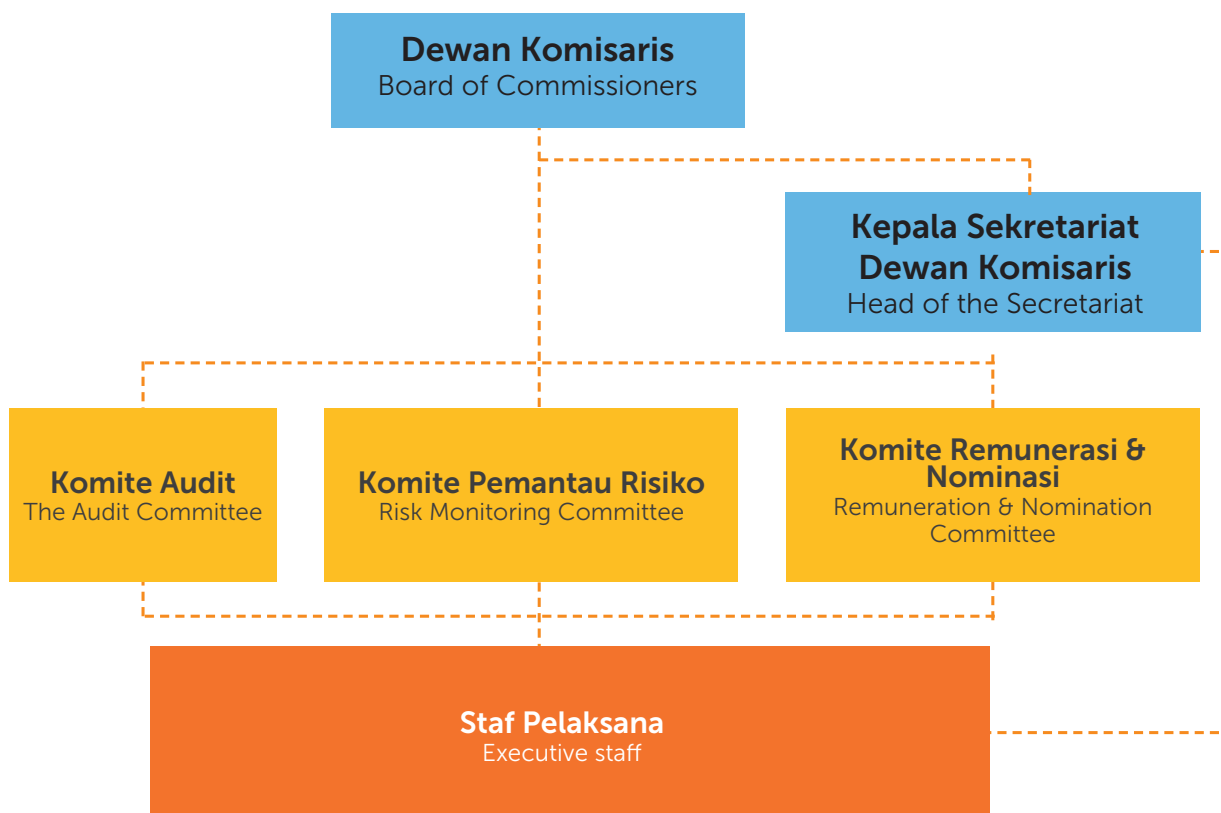 Dewan Komisaris
Board of Commissioners
Kepala Sekretariat
Dewan Komisaris
Head of the Secretariat
Komite Audit
The Audit Committee
Komite Pemantau Risiko
Risk Monitoring Committee
Komite Remunerasi &
Nominasi
Remuneration & Nomination
Committee
Staf Pelaksana
Executive staff